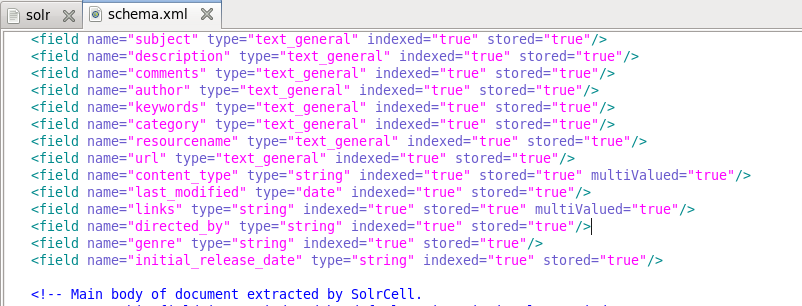 solr schema.xml
<field name="subject" type="text_general" indexed="true" stored="true"/>
<field name="description" type="text_general" indexed="true" stored="true"/>
<field name="comments" type="text_general" indexed="true" stored="true"/>
<field name="author" type="text_general" indexed="true" stored="true"/>
<field name="keywords" type="text_general" indexed="true" stored="true"/>
<field name="category" type="text_general" indexed="true" stored="true"/>
<field name="resourcename" type="text_general" indexed="true" stored="true"/>
<field name="url" type="text_general" indexed="true" stored="true"/>
<field name="content_type" type="string" indexed="true" stored="true" multiValued="true"/>
<field name="last_modified" type="date" indexed="true" stored="true"/>
<field name="links" type="string" indexed="true" stored="true" multiValued="true"/>
<field name="directed_by" type="string" indexed="true" stored="true"/>
<field name="genre" type="string" indexed="true" stored="true"/>
<field name="initial_release_date" type="string" indexed="true" stored="true"/>
<!-- Main body of document extracted by SolrCell.